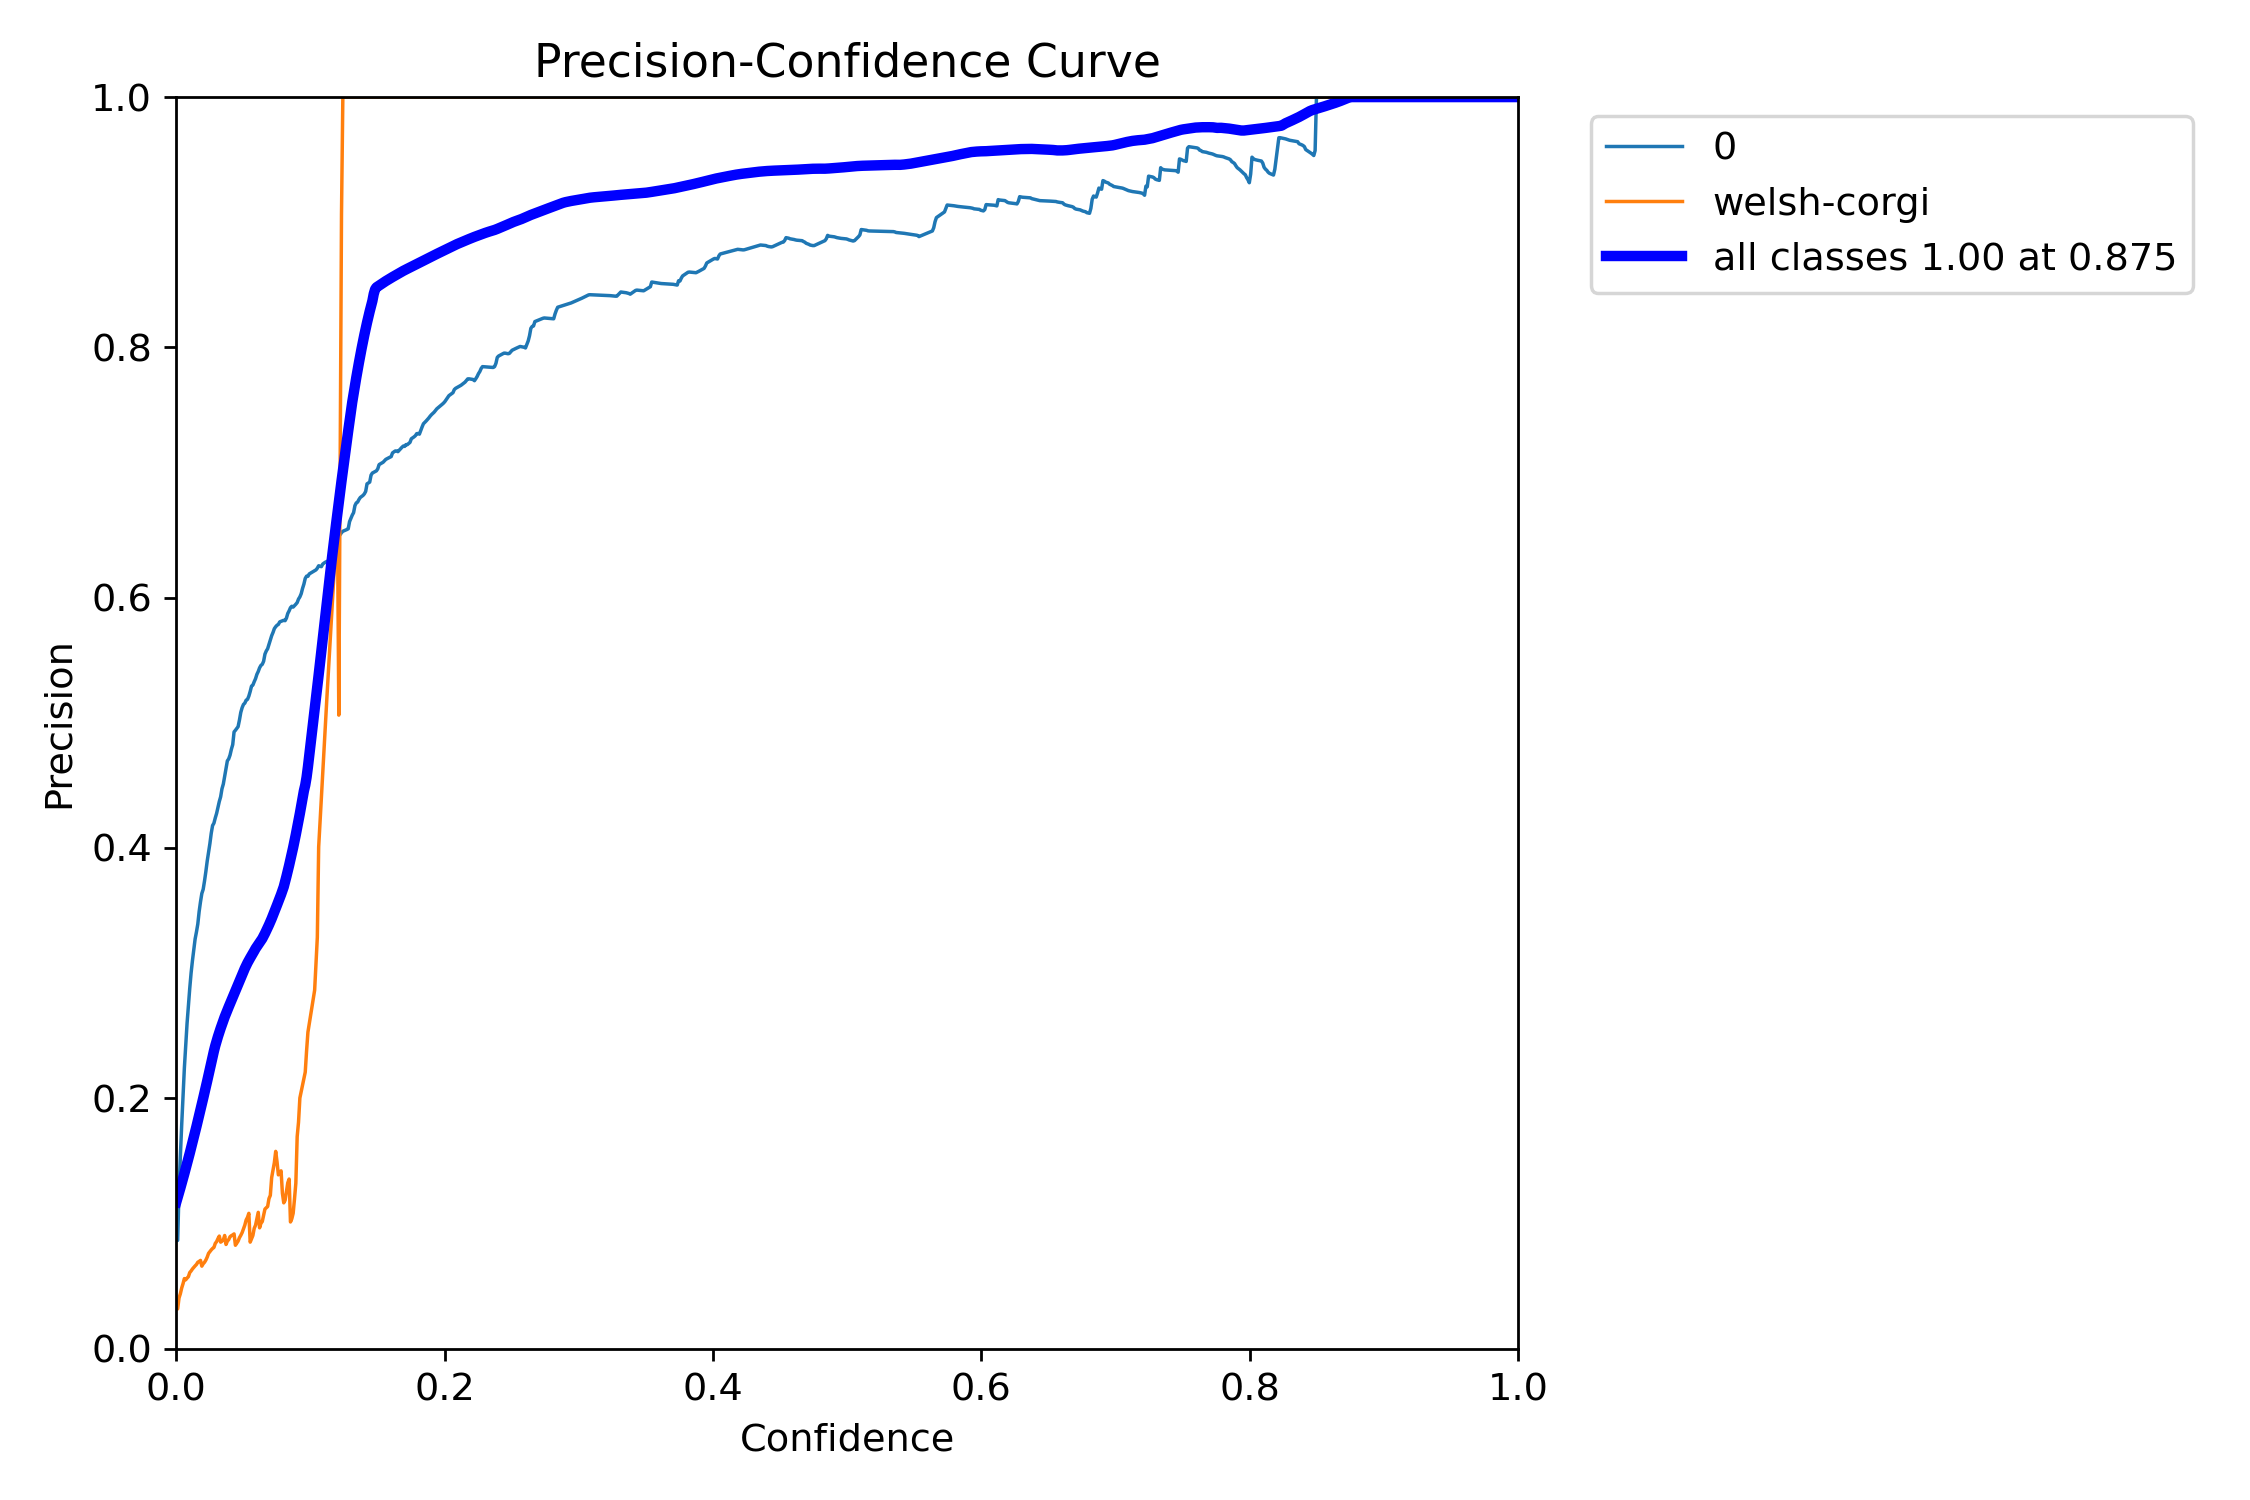 Precision-Confidence Curve
1.0
0.8
0.6
0.4
0.2
0.0
Precision
0.0 0.2 0.4 0.6 0.8 1.0
Confidence
0
welsh-corgi
all classes 1.00 at 0.875